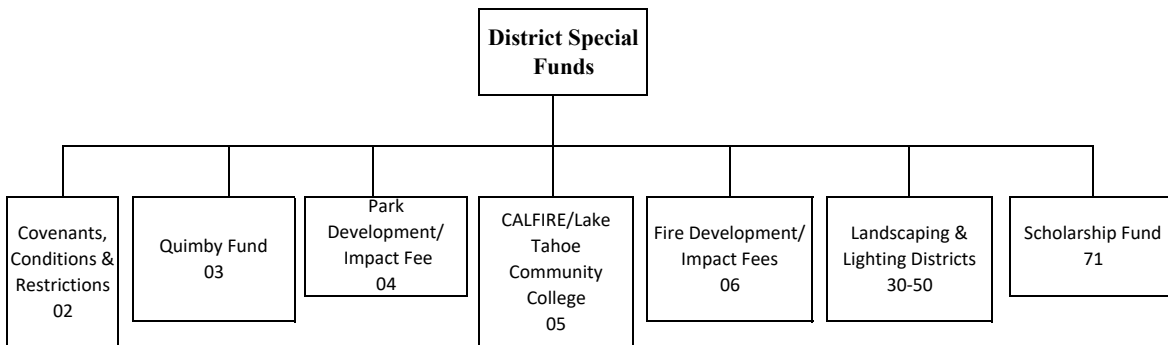 District Special
Funds
Covenants,
Conditions &
Restrictions
02
Quimby Fund
03
Park
Development/
Impact Fee
04
CALFIRE/Lake
Tahoe
Community
College
05
Fire Development/
Impact Fees
06
Landscaping &
Lighting Districts
30-50
Scholarship Fund
71